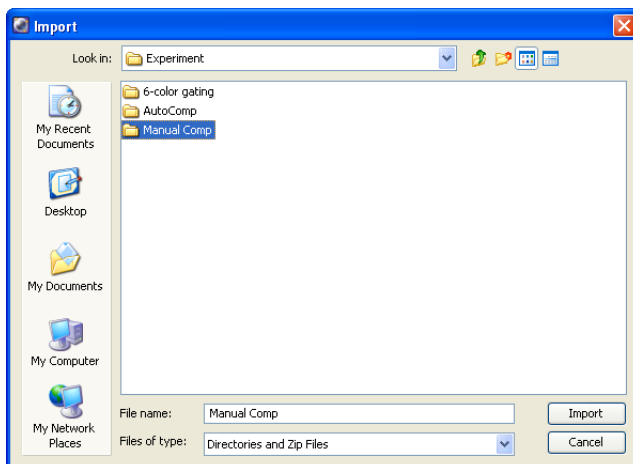 Import
Look in:
Experiment
My Recent
Documents
Desktop
My Documents
My Computer
My Network
Places
6-color gating
AutoComp
Manual Comp
File name:
Manual Comp
Import
Files of type:
Directories and Zip Files
Cancel